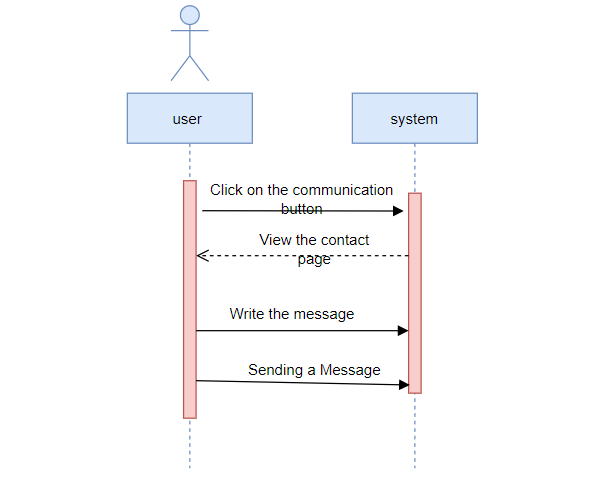 user
system
Click on the communication
button
View the contact
page
Write the message
Sending a Message